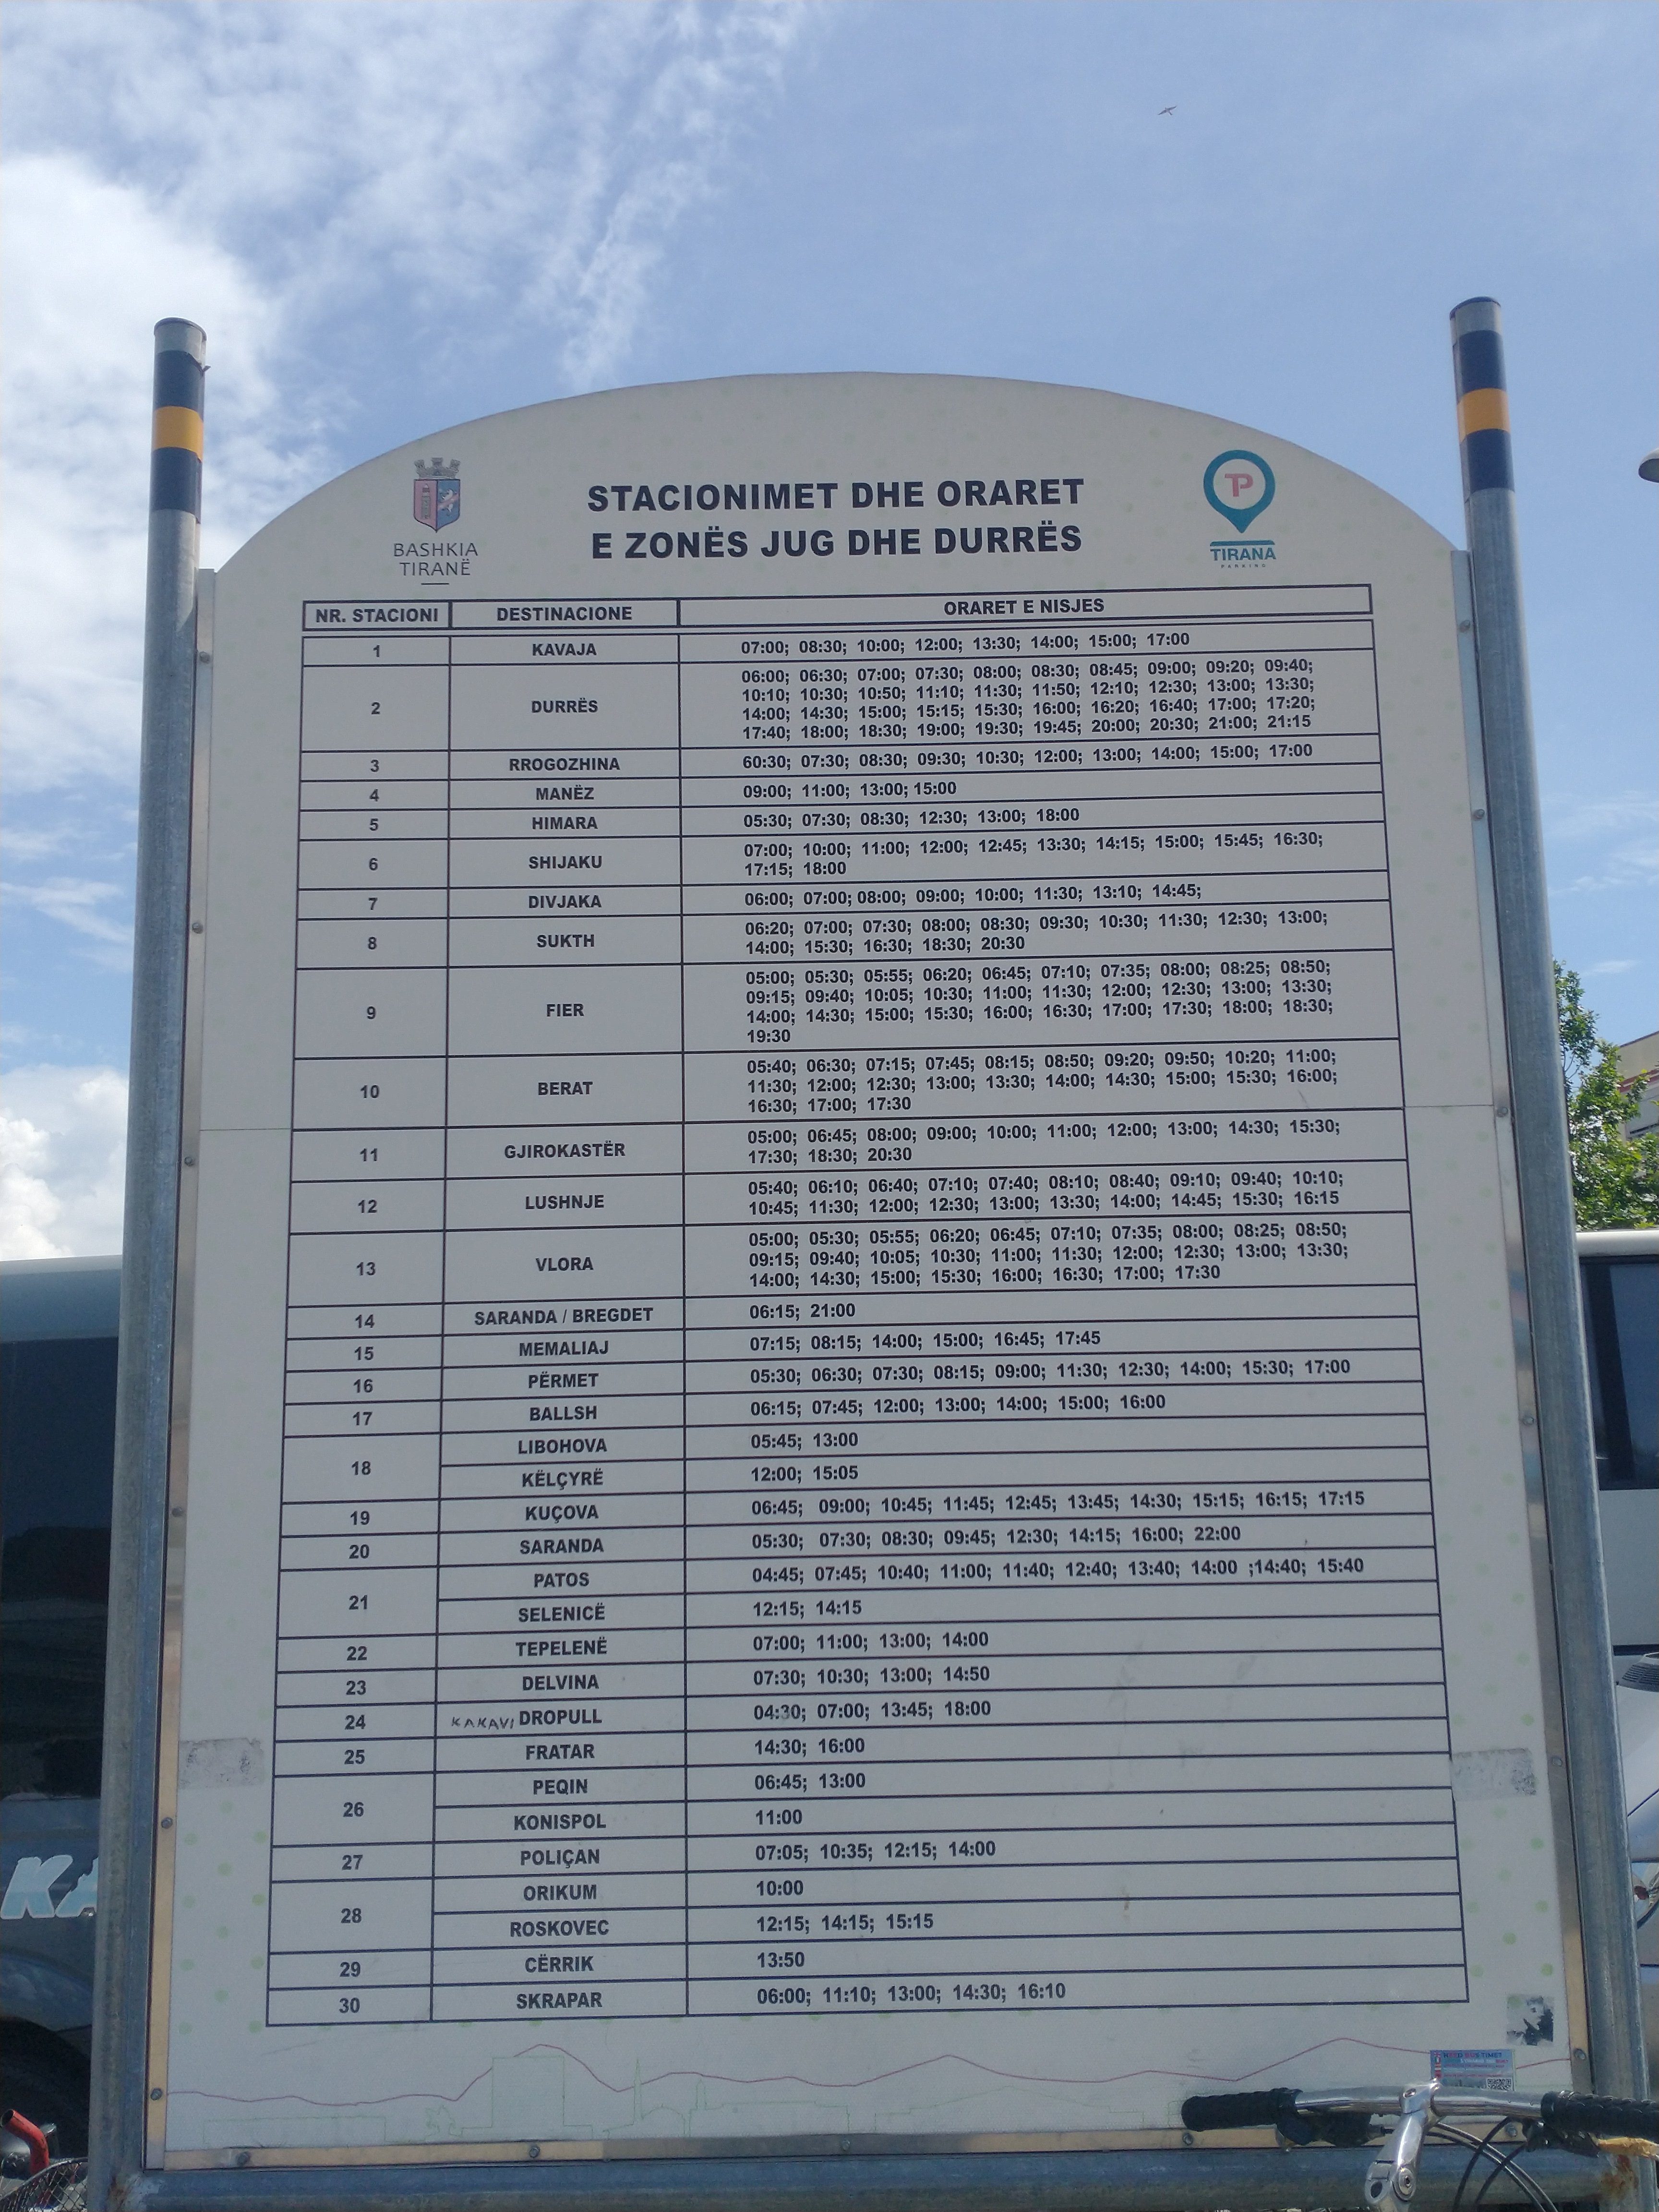 BASHKIA
TIRANË
STACIONIMET DHE ORARET
E ZONËS JUG DHE DURRËS
TP
TIRANA
PARKING
NR. STACIONI DESTINACIONE ORARET E NISJES
1 KAVAJA 07:00; 08:30; 10:00; 12:00; 13:30; 14:00; 15:00; 17:00
2 DURRËS 06:00; 06:30; 07:00; 07:30; 08:00; 08:30; 08:45; 09:00; 09:20; 09:40;
10:10; 10:30; 10:50; 11:10; 11:30; 11:50; 12:10; 12:30; 13:00; 13:30;
14:00; 14:30; 15:00; 15:15; 15:30; 16:00; 16:20; 16:40; 17:00; 17:20;
17:40; 18:00; 18:30; 19:00; 19:30; 19:45; 20:00; 20:30; 21:00; 21:15
3 RROGOZHINA 60:30; 07:30; 08:30; 09:30; 10:30; 12:00; 13:00; 14:00; 15:00; 17:00
4 MANËZ 09:00; 11:00; 13:00; 15:00
5 HIMARA 05:30; 07:30; 08:30; 12:30; 13:00; 18:00
6 SHIJAKU 07:00; 10:00; 11:00; 12:00; 12:45; 13:30; 14:15; 15:00; 15:45; 16:30;
17:15; 18:00
7 DIVJAKA 06:00; 07:00; 08:00; 09:00; 10:00; 11:30; 13:10; 14:45;
8 SUKTH 06:20; 07:00; 07:30; 08:00; 08:30; 09:30; 10:30; 11:30; 12:30; 13:00;
14:00; 15:30; 16:30; 18:30; 20:30
9 FIER 05:00; 05:30; 05:55; 06:20; 06:45; 07:10; 07:35; 08:00; 08:25; 08:50;
09:15; 09:40; 10:05; 10:30; 11:00; 11:30; 12:00; 12:30; 13:00; 13:30;
14:00; 14:30; 15:00; 15:30; 16:00; 16:30; 17:00; 17:30; 18:00; 18:30;
19:30
10 BERAT 05:40; 06:30; 07:15; 07:45; 08:15; 08:50; 09:20; 09:50; 10:20; 11:00;
11:30; 12:00; 12:30; 13:00; 13:30; 14:00; 14:30; 15:00; 15:30; 16:00;
16:30; 17:00; 17:30
11 GJIROKASTËR 05:00; 06:45; 08:00; 09:00; 10:00; 11:00; 12:00; 13:00; 14:30; 15:30;
17:30; 18:30; 20:30
12 LUSHNJE 05:40; 06:10; 06:40; 07:10; 07:40; 08:10; 08:40; 09:10; 09:40; 10:10;
10:45; 11:30; 12:00; 12:30; 13:00; 13:30; 14:00; 14:45; 15:30; 16:15
13 VLORA 05:00; 05:30; 05:55; 06:20; 06:45; 07:10; 07:35; 08:00; 08:25; 08:50;
09:15; 09:40; 10:05; 10:30; 11:00; 11:30; 12:00; 12:30; 13:00; 13:30;
14:00; 14:30; 15:00; 15:30; 16:00; 16:30; 17:00; 17:30
14 SARANDA / BREGDET 06:15; 21:00
15 MEMALIAJ 07:15; 08:15; 14:00; 15:00; 16:45; 17:45
16 PËRMET 05:30; 06:30; 07:30; 08:15; 09:00; 11:30; 12:30; 14:00; 15:30; 17:00
17 BALLSH 06:15; 07:45; 12:00; 13:00; 14:00; 15:00; 16:00
18 LIBOHOVA 05:45; 13:00
KËLÇYRË 12:00; 15:05
19 KUÇOVA 06:45; 09:00; 10:45; 11:45; 12:45; 13:45; 14:30; 15:15; 16:15; 17:15
20 SARANDA 05:30; 07:30; 08:30; 09:45; 12:30; 14:15; 16:00; 22:00
21 PATOS 04:45; 07:45; 10:40; 11:00; 11:40; 12:40; 13:40; 14:00 ;14:40; 15:40
SELENICË 12:15; 14:15
22 TEPELENË 07:00; 11:00; 13:00; 14:00
23 DELVINA 07:30; 10:30; 13:00; 14:50
24 KAKAVI DROPULL 04:30; 07:00; 13:45; 18:00
25 FRATAR 14:30; 16:00
26 PEQIN 06:45; 13:00
KONISPOL 11:00
27 POLIÇAN 07:05; 10:35; 12:15; 14:00
28 ORIKUM 10:00
ROSKOVEC 12:15; 14:15; 15:15
29 CËRRIK 13:50
30 SKRAPAR 06:00; 11:10; 13:00; 14:30; 16:10